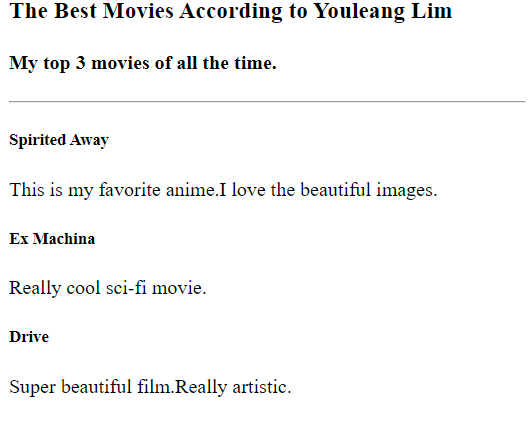 The Best Movies According to Youleang Lim
My top 3 movies of all the time.
Spirited Away
This is my favorite anime.I love the beautiful images.
Ex Machina
Really cool sci-fi movie.
Drive
Super beautiful film.Really artistic.